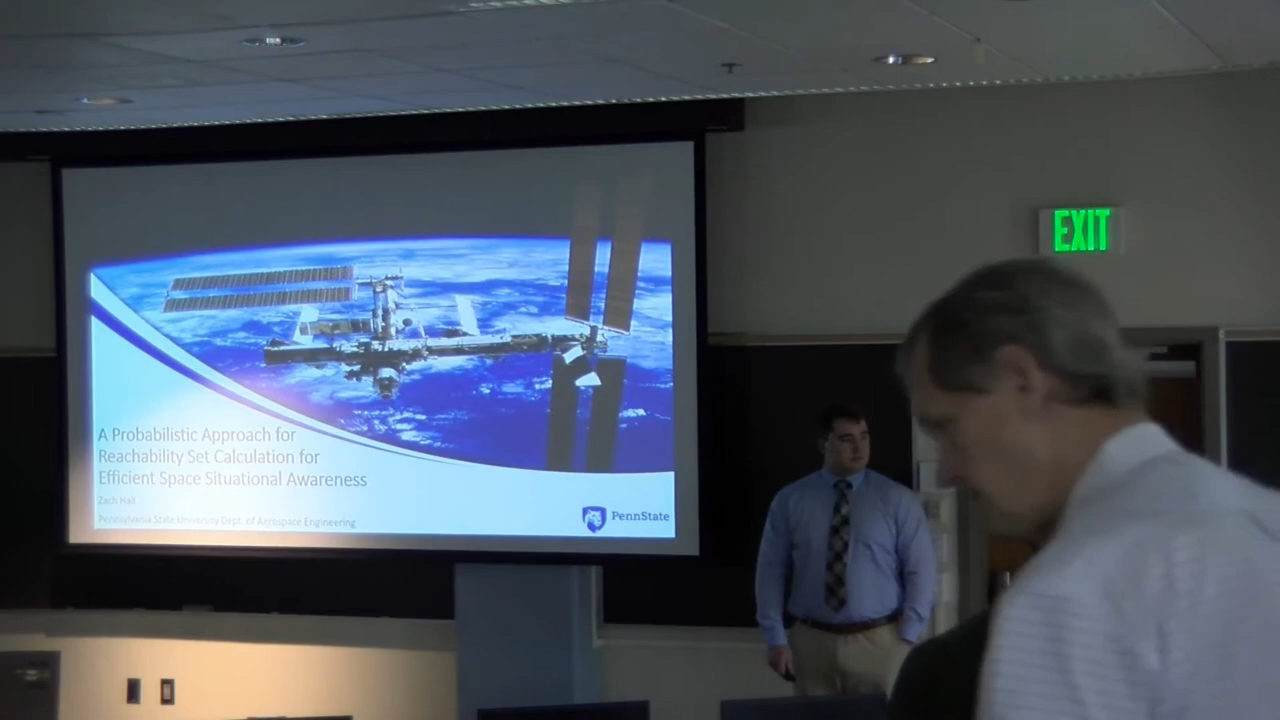 EXIT
A Probabilistic Approach for
Reachability Set Calculation for
Efficient Space Situational Awareness
Zach Hall
Pennsylvania State University Dept. of Aerospace Engineering
PennState